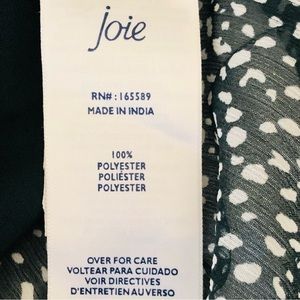 joie
RN#: 165589
MADE IN INDIA
100%
POLYESTER
POLIÉSTER
POLYESTER
OVER FOR CARE
VOLTEAR PARA CUIDADO
VOIR DIRECTIVES
D'ENTRETIEN AU VERSO